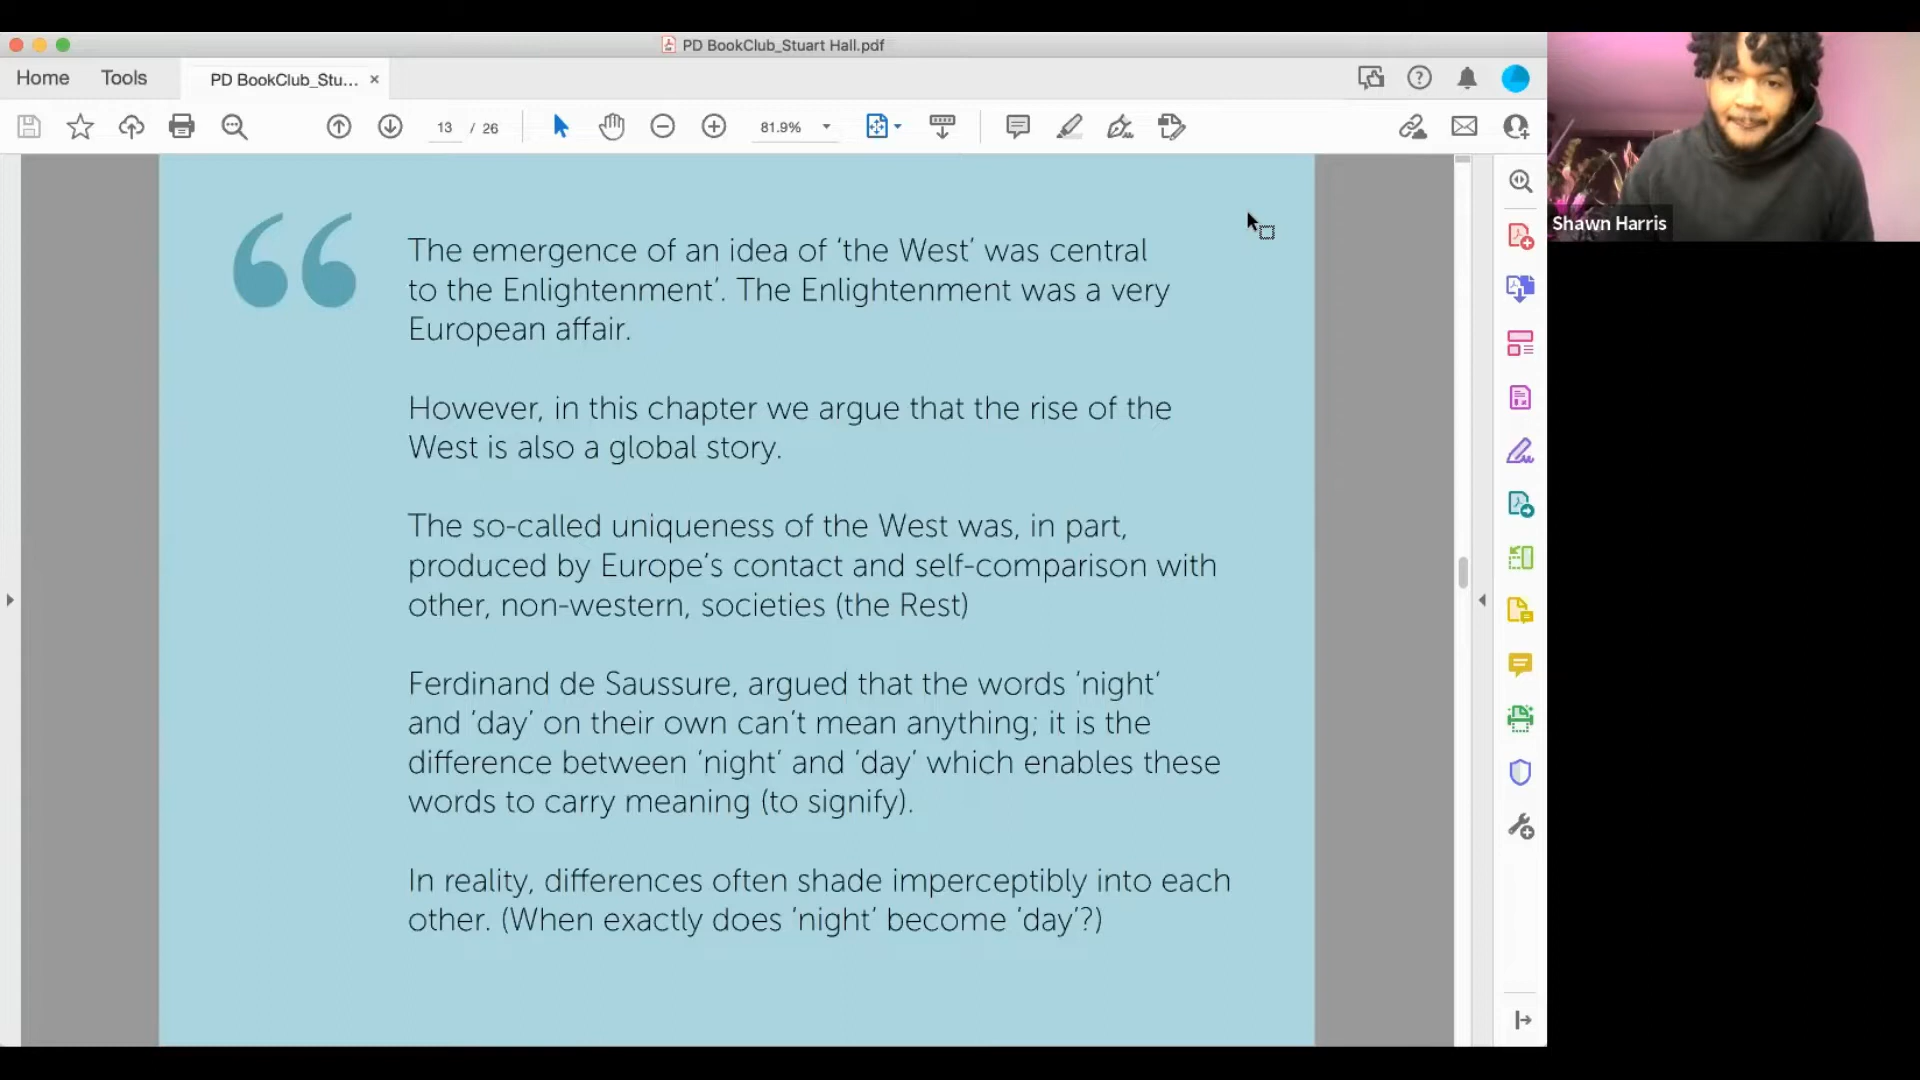 PD BookClub_Stuart Hall.pdf
Home Tools PD BookClub_Stu... ×
13 / 26 81.9%
Shawn Harris
The emergence of an idea of ‘the West’ was central
to the Enlightenment’. The Enlightenment was a very
European affair.
However, in this chapter we argue that the rise of the
West is also a global story.
The so-called uniqueness of the West was, in part,
produced by Europe’s contact and self-comparison with
other, non-western, societies (the Rest)
Ferdinand de Saussure, argued that the words ‘night’
and ‘day’ on their own can’t mean anything; it is the
difference between ‘night’ and ‘day’ which enables these
words to carry meaning (to signify).
In reality, differences often shade imperceptibly into each
other. (When exactly does ‘night’ become ‘day’?)